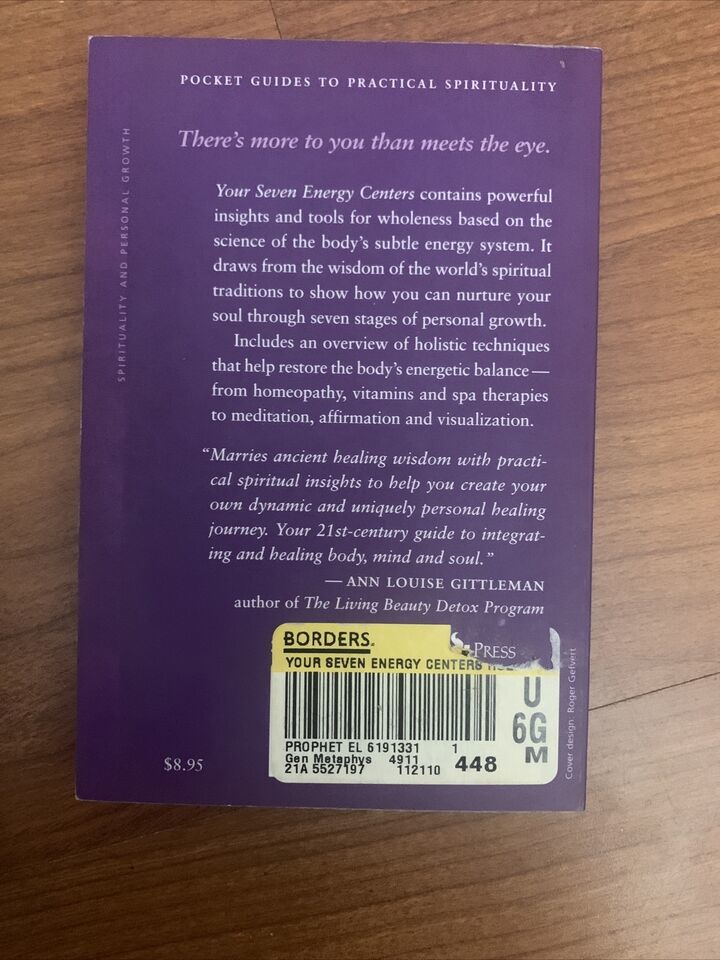 POCKET GUIDES TO PRACTICAL SPIRITUALITY
There's more to you than meets the eye.
SPIRITUALITY AND PERSONAL GROWTH
Your Seven Energy Centers contains powerful
insights and tools for wholeness based on the
science of the body's subtle energy system. It
draws from the wisdom of the world's spiritual
traditions to show how you can nurture your
soul through seven stages of personal growth.
Includes an overview of holistic techniques
that help restore the body's energetic balance—
from homeopathy, vitamins and spa therapies
to meditation, affirmation and visualization.
"Marries ancient healing wisdom with practi-
cal spiritual insights to help you create your
own dynamic and uniquely personal healing
journey. Your 21st-century guide to integrat-
ing and healing body, mind and soul."
— ANN LOUISE GITTLEMAN
author of The Living Beauty Detox Program
BORDERS.
PRESS
YOUR SEVEN ENERGY CENTERS
U
6G
M
PROPHET EL 6191331 1
Gen Metaphys 4911
448
21A 5527197 112110
$8.95
Cover design: Roger Gefvert